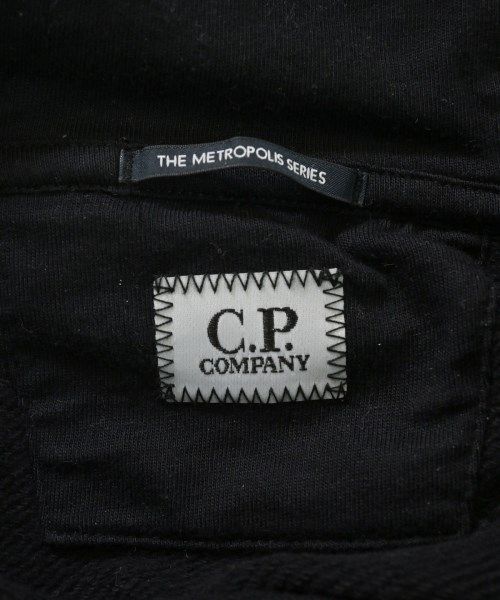 THE METROPOLIS SERIES
C.P.
COMPANY